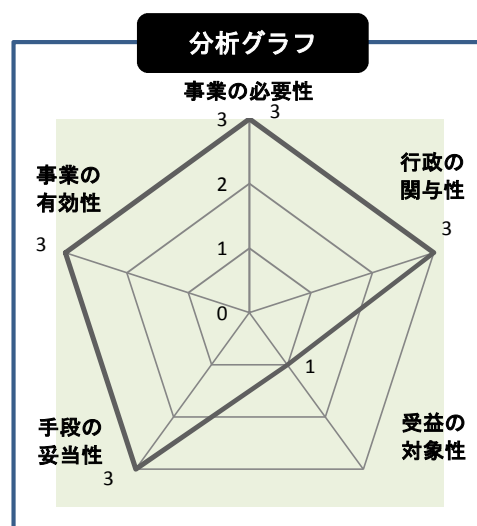 分析グラフ
事業の必要性
3
3
行政の
関与性
3
事業の
有効性
3
2
1
0
1
手段の
妥当性
3
受益の
対象性